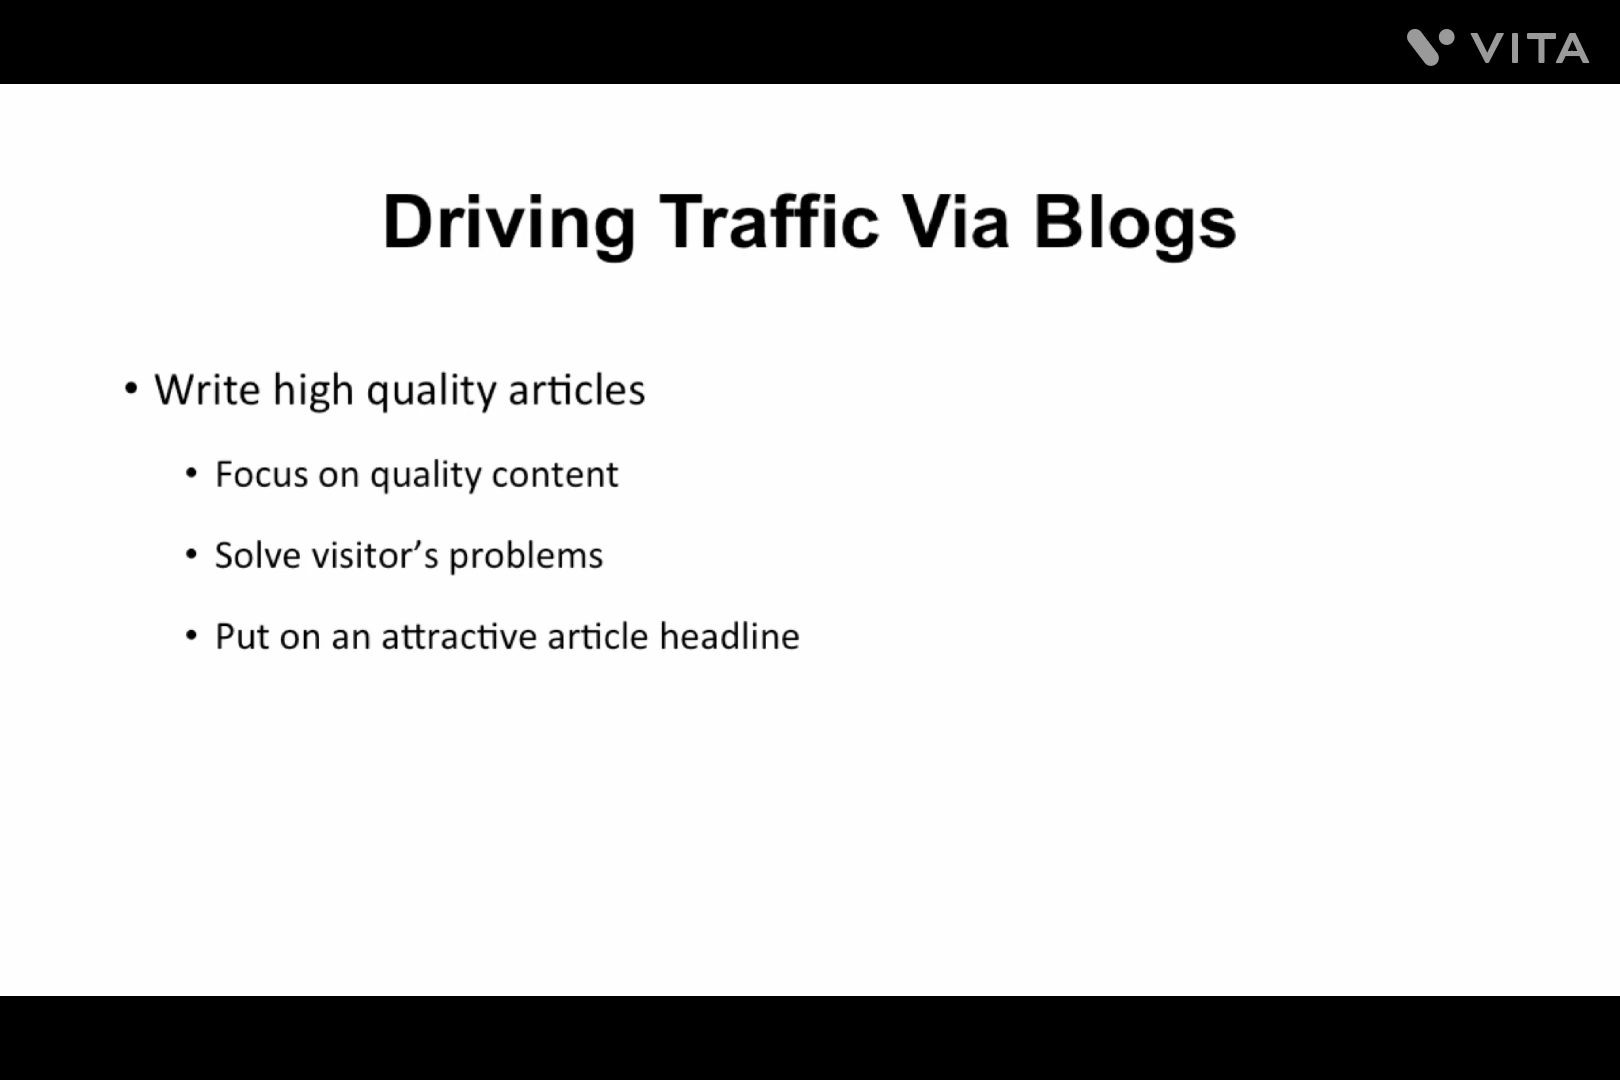 VITA
Driving Traffic Via Blogs
• Write high quality articles
• Focus on quality content
• Solve visitor’s problems
• Put on an attractive article headline